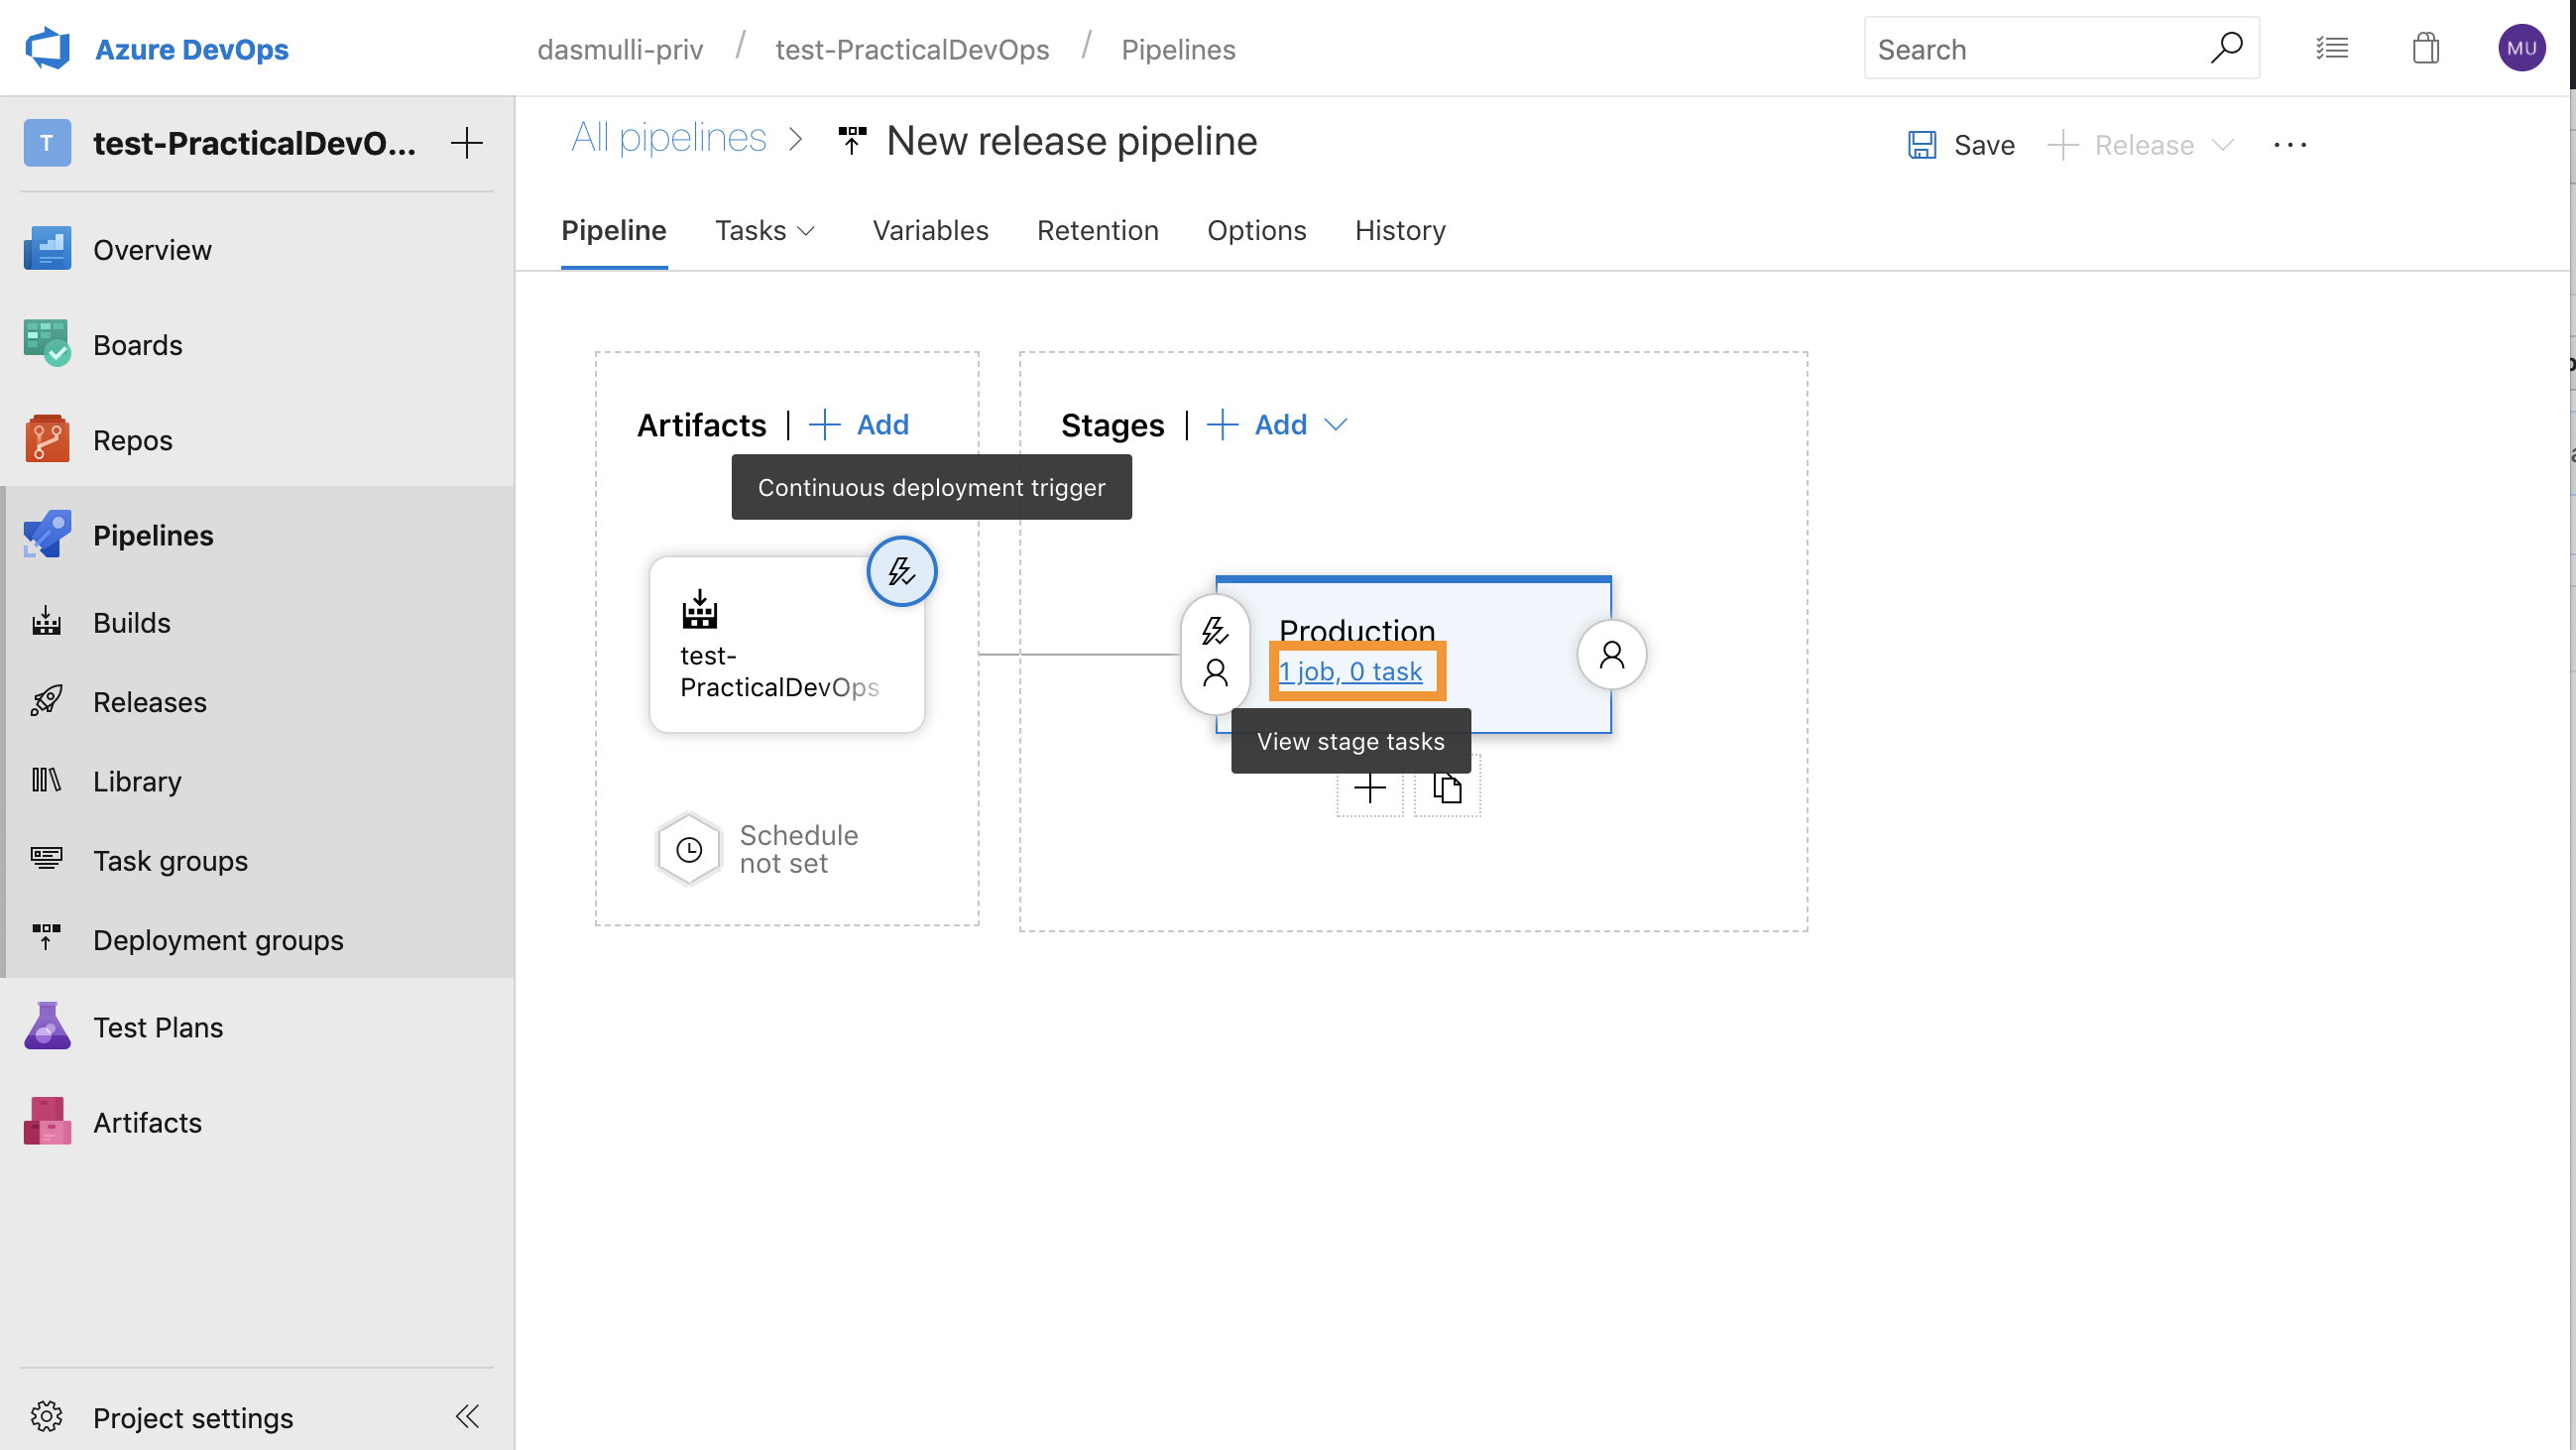 Azure DevOps
dasmulli-priv / test-PracticalDevOps / Pipelines
Search
MU
T test-PracticalDevO...
Overview
Boards
Repos
Pipelines
Builds
Releases
Library
Task groups
Deployment groups
Test Plans
Artifacts
Project settings
All pipelines > New release pipeline
Save
Release
Pipeline
Tasks
Variables
Retention
Options
History
Artifacts | + Add
Continuous deployment trigger
test-
PracticalDevOps
Schedule
not set
Stages | + Add
Production
1 job, 0 task
View stage tasks